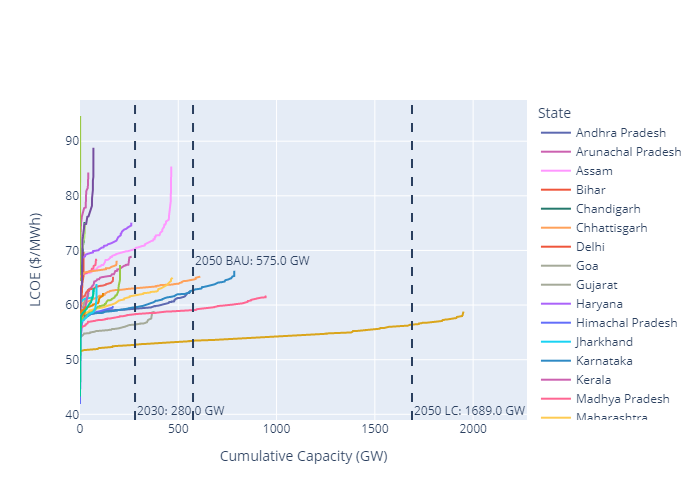 State
Andhra Pradesh
Arunachal Pradesh
Assam
Bihar
Chandigarh
Chhattisgarh
Delhi
Goa
Gujarat
Haryana
Himachal Pradesh
Jharkhand
Karnataka
Kerala
Madhya Pradesh
Maharashtra
LCOE ($/MWh)
90
80
70
60
50
40
2050 BAU: 575.0 GW
2030: 280.0 GW
2050 LC: 1689.0 GW
0
500
1000
1500
2000
Cumulative Capacity (GW)